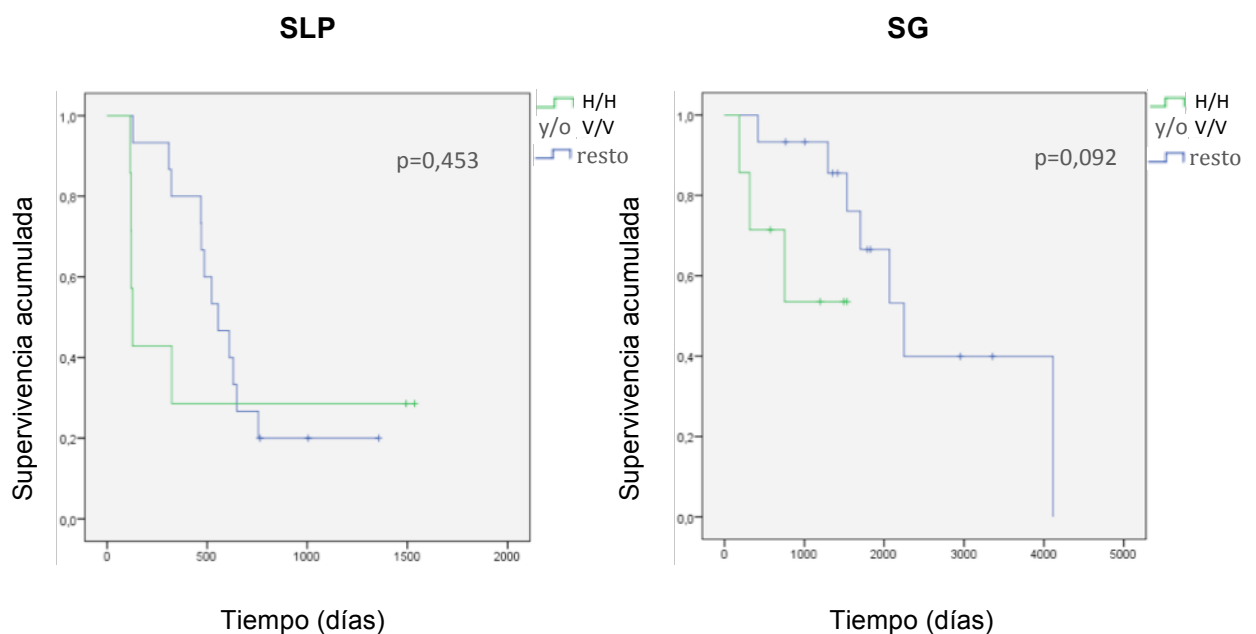 SLP
H/H
y/o V/V
resto
p=0,453
1,0
0,8
0,6
0,4
0,2
0,0
0 500 1000 1500 2000
Supervivencia acumulada
Tiempo (días)
SG
H/H
y/o V/V
resto
p=0,092
1,0
0,8
0,6
0,4
0,2
0,0
0 1000 2000 3000 4000 5000
Supervivencia acumulada
Tiempo (días)